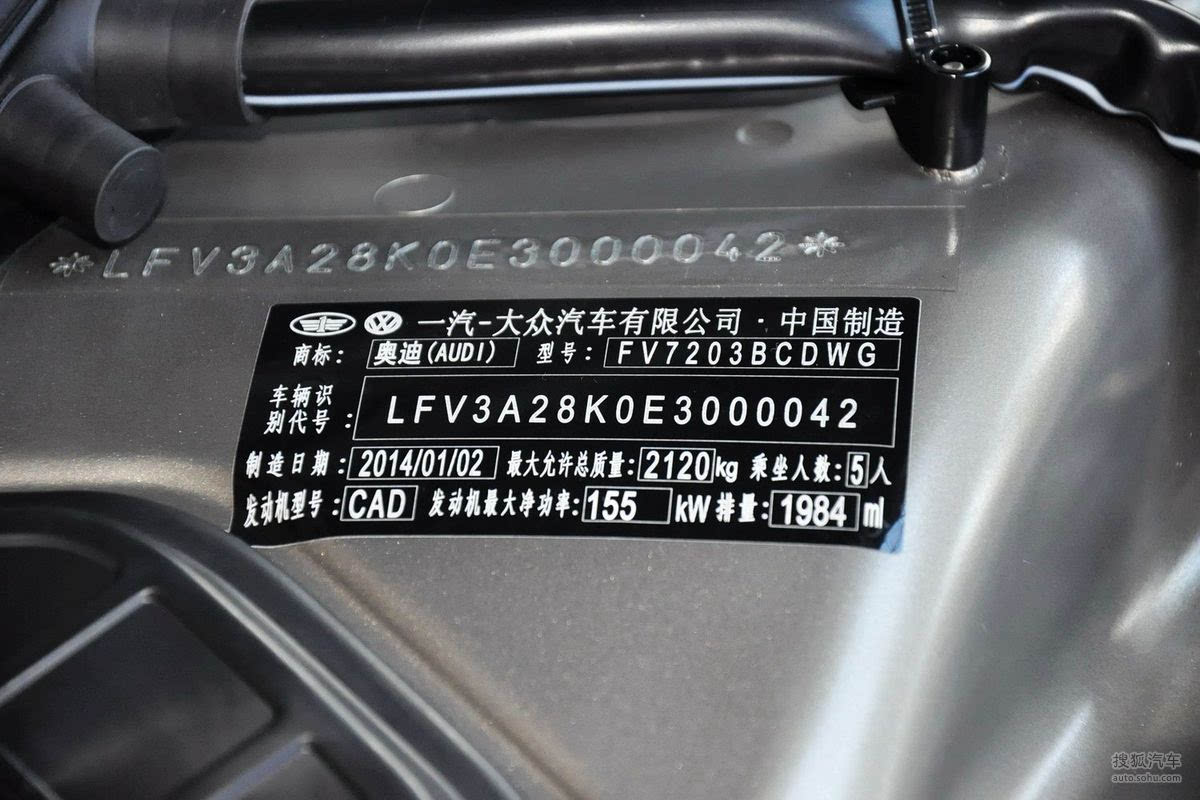 *LFV3A28K0E3000042*
一汽-大众汽车有限公司·中国制造
商标: 奥迪(AUDI) 型号: FV7203BCDWG
车辆识
别代号: LFV3A28K0E3000042
制造日期: 2014/01/02 最大允许总质量: 2120kg 乘坐人数: 5人
发动机型号: CAD 发动机最大净功率: 155 kW 排量: 1984 ml
搜狐汽车
auto.sohu.com